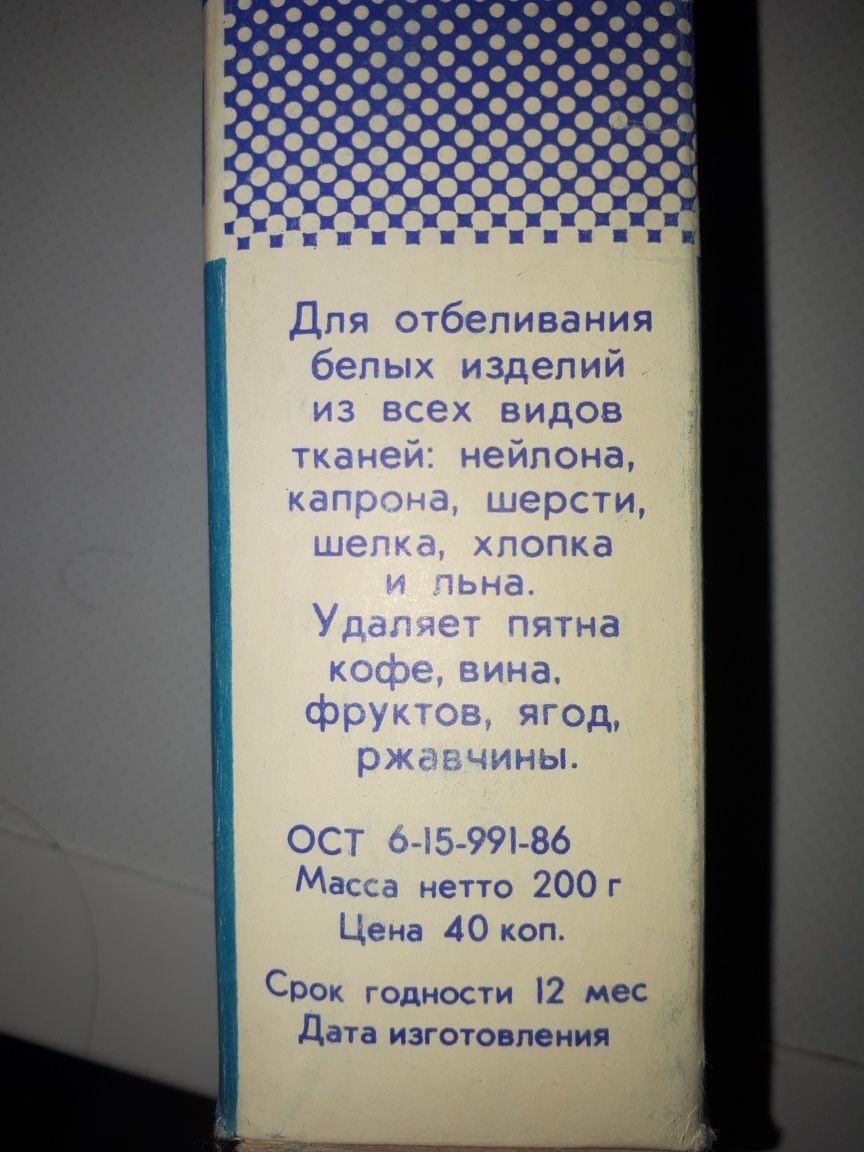 Для отбеливания
белых изделий
из всех видов
тканей: нейлона,
капрона, шерсти,
шелка, хлопка
и льна.
Удаляет пятна
кофе, вина,
фруктов, ягод,
ржавчины.
ОСТ 6-15-991-86
Масса нетто 200 г
Цена 40 коп.
Срок годности 12 мес
Дата изготовления